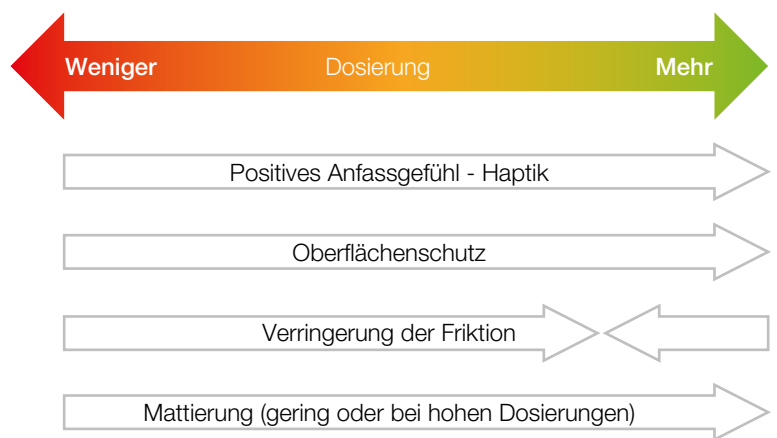 Weniger Dosierung Mehr
Positives Anfassgefühl - Haptik
Oberflächenschutz
Verringerung der Friktion
Mattierung (gering oder bei hohen Dosierungen)